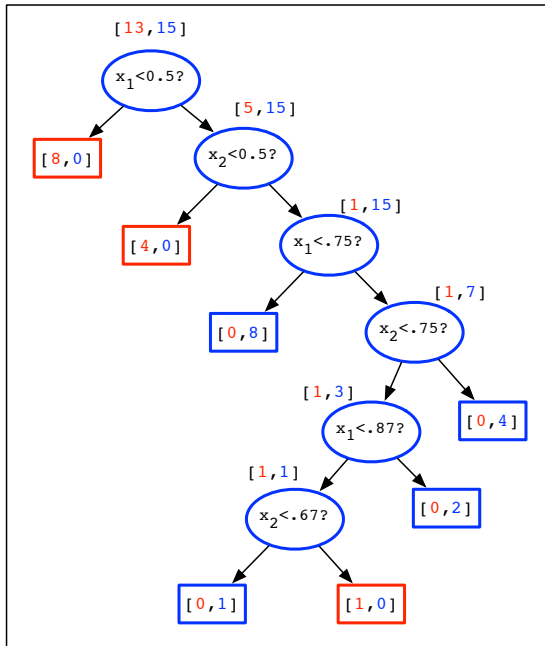 [13,15]
x1<0.5?
[5,15]
[8,0]
x2<0.5?
[1,15]
[4,0]
x1<.75?
[1,7]
[0,8]
x2<.75?
[1,3]
[0,4]
x1<.87?
[1,1]
[0,2]
x2<.67?
[0,1]
[1,0]